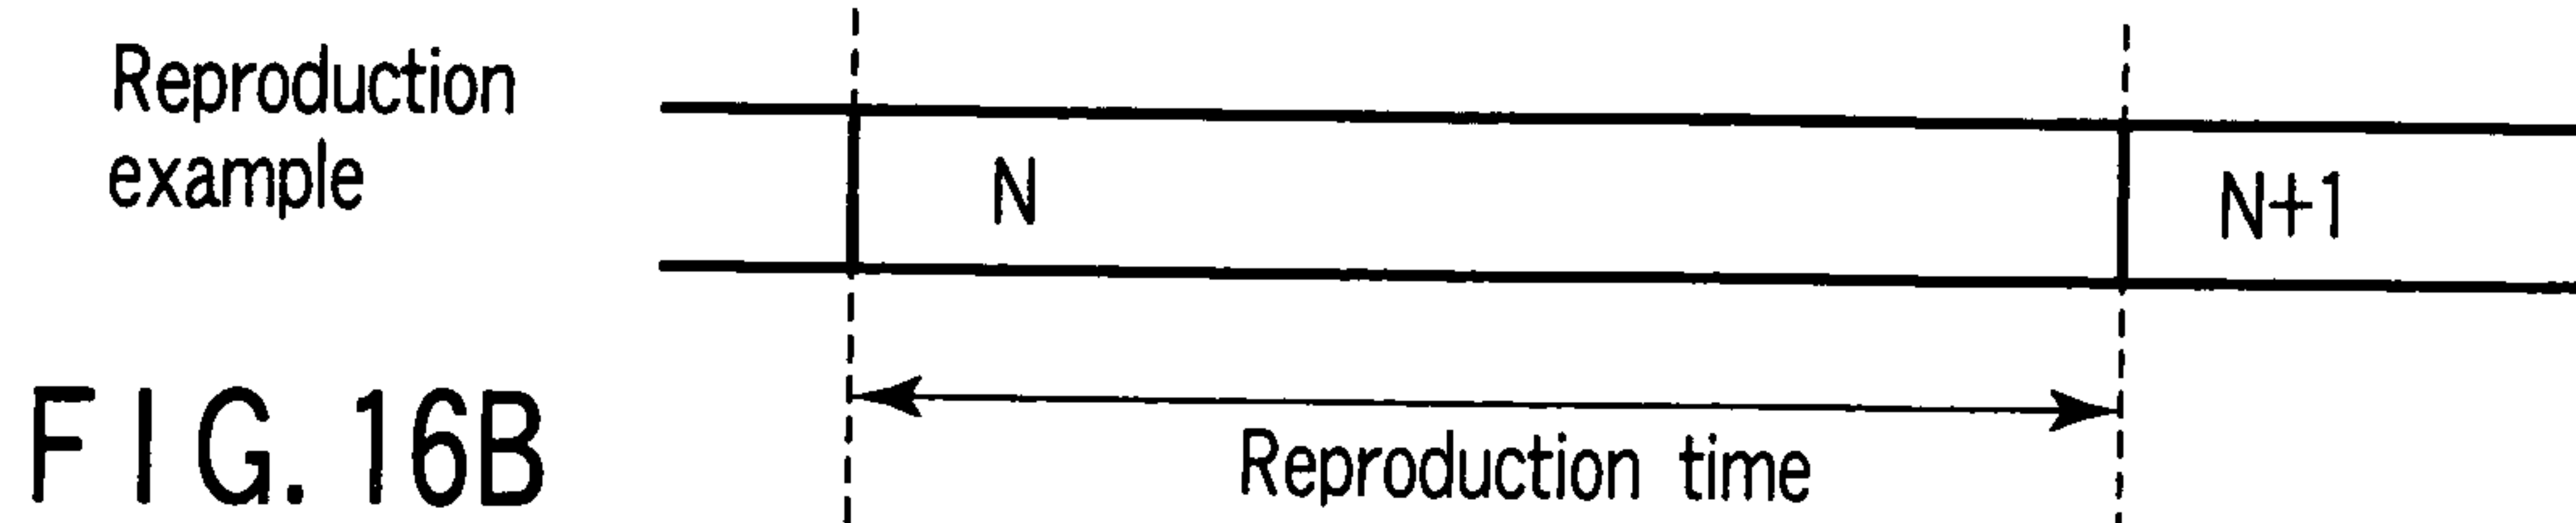 Reproduction
example
N
N+1
Reproduction time
FIG. 16B